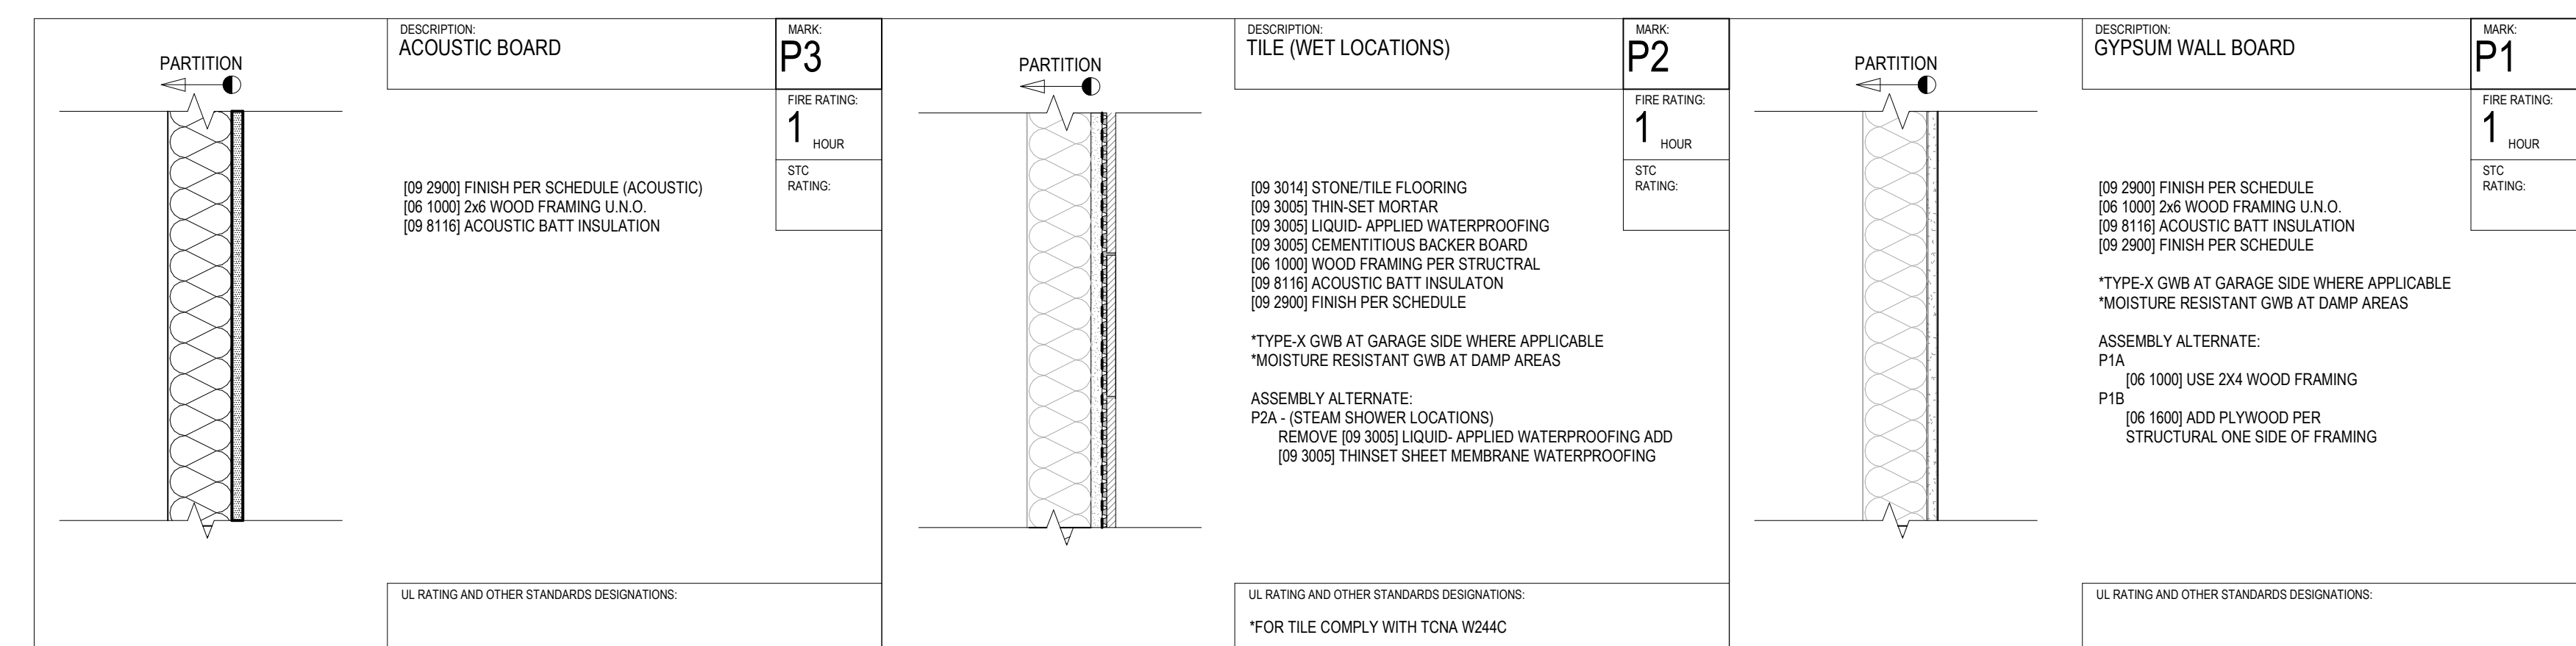 PARTITION
DESCRIPTION:
ACOUSTIC BOARD
MARK:
P3
FIRE RATING:
1 HOUR
STC
RATING:
[09 2900] FINISH PER SCHEDULE (ACOUSTIC)
[06 1000] 2x6 WOOD FRAMING U.N.O.
[09 8116] ACOUSTIC BATT INSULATION
UL RATING AND OTHER STANDARDS DESIGNATIONS:
PARTITION
DESCRIPTION:
TILE (WET LOCATIONS)
MARK:
P2
FIRE RATING:
1 HOUR
STC
RATING:
[09 3014] STONE/TILE FLOORING
[09 3005] THIN-SET MORTAR
[09 3005] LIQUID- APPLIED WATERPROOFING
[09 3005] CEMENTITIOUS BACKER BOARD
[06 1000] WOOD FRAMING PER STRUCTRAL
[09 8116] ACOUSTIC BATT INSULATON
[09 2900] FINISH PER SCHEDULE
*TYPE-X GWB AT GARAGE SIDE WHERE APPLICABLE
*MOISTURE RESISTANT GWB AT DAMP AREAS
ASSEMBLY ALTERNATE:
P2A - (STEAM SHOWER LOCATIONS)
REMOVE [09 3005] LIQUID- APPLIED WATERPROOFING ADD
[09 3005] THINSET SHEET MEMBRANE WATERPROOFING
UL RATING AND OTHER STANDARDS DESIGNATIONS:
*FOR TILE COMPLY WITH TCNA W244C
PARTITION
DESCRIPTION:
GYPSUM WALL BOARD
MARK:
P1
FIRE RATING:
1 HOUR
STC
RATING:
[09 2900] FINISH PER SCHEDULE
[06 1000] 2x6 WOOD FRAMING U.N.O.
[09 8116] ACOUSTIC BATT INSULATION
[09 2900] FINISH PER SCHEDULE
*TYPE-X GWB AT GARAGE SIDE WHERE APPLICABLE
*MOISTURE RESISTANT GWB AT DAMP AREAS
ASSEMBLY ALTERNATE:
P1A
[06 1000] USE 2X4 WOOD FRAMING
P1B
[06 1600] ADD PLYWOOD PER
STRUCTURAL ONE SIDE OF FRAMING
UL RATING AND OTHER STANDARDS DESIGNATIONS: